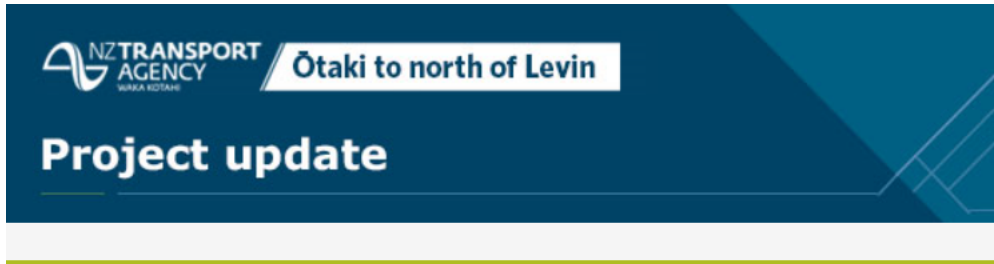 NZ TRANSPORT
AGENCY
WAKA KOTAHI
Ōtaki to north of Levin
Project update